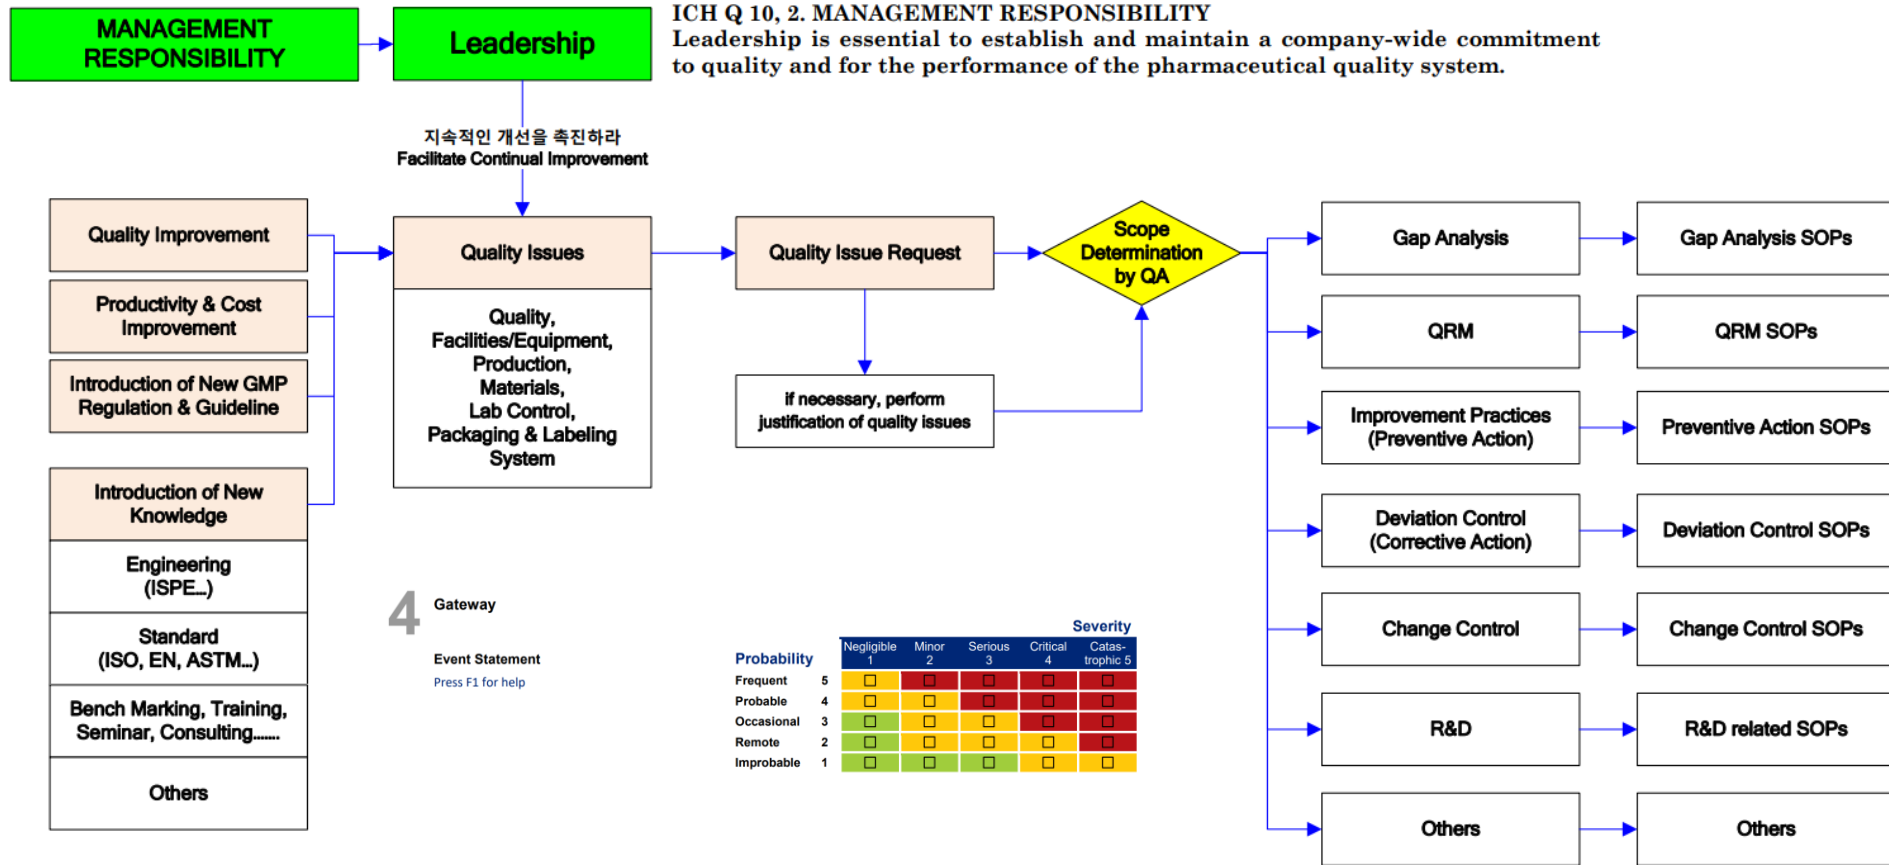 MANAGEMENT
RESPONSIBILITY
Leadership
ICH Q 10, 2. MANAGEMENT RESPONSIBILITY
Leadership is essential to establish and maintain a company-wide commitment
to quality and for the performance of the pharmaceutical quality system.
지속적인 개선을 촉진하라
Facilitate Continual Improvement
Quality Improvement
Productivity & Cost
Improvement
Introduction of New GMP
Regulation & Guideline
Introduction of New
Knowledge
Engineering
(ISPE...)
Standard
(ISO, EN, ASTM...)
Bench Marking, Training,
Seminar, Consulting.......
Others
Quality Issues
Quality,
Facilities/Equipment,
Production,
Materials,
Lab Control,
Packaging & Labeling
System
Quality Issue Request
if necessary, perform
justification of quality issues
Scope
Determination
by QA
Gap Analysis
Gap Analysis SOPs
QRM
QRM SOPs
Improvement Practices
(Preventive Action)
Preventive Action SOPs
Deviation Control
(Corrective Action)
Deviation Control SOPs
Change Control
Change Control SOPs
R&D
R&D related SOPs
Others
Others
4 Gateway
Event Statement
Press F1 for help
Severity
Probability
Negligible 1
Minor 2
Serious 3
Critical 4
Catas-
trophic 5
Frequent 5
Probable 4
Occasional 3
Remote 2
Improbable 1